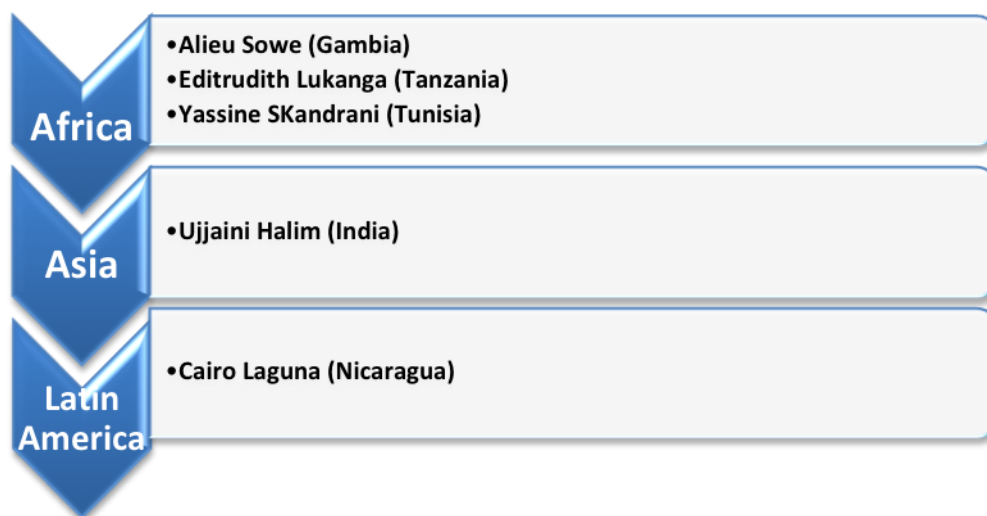 Africa
•Alieu Sowe (Gambia)
•Editrudith Lukanga (Tanzania)
•Yassine SKandrani (Tunisia)
Asia
•Ujjaini Halim (India)
Latin
America
•Cairo Laguna (Nicaragua)